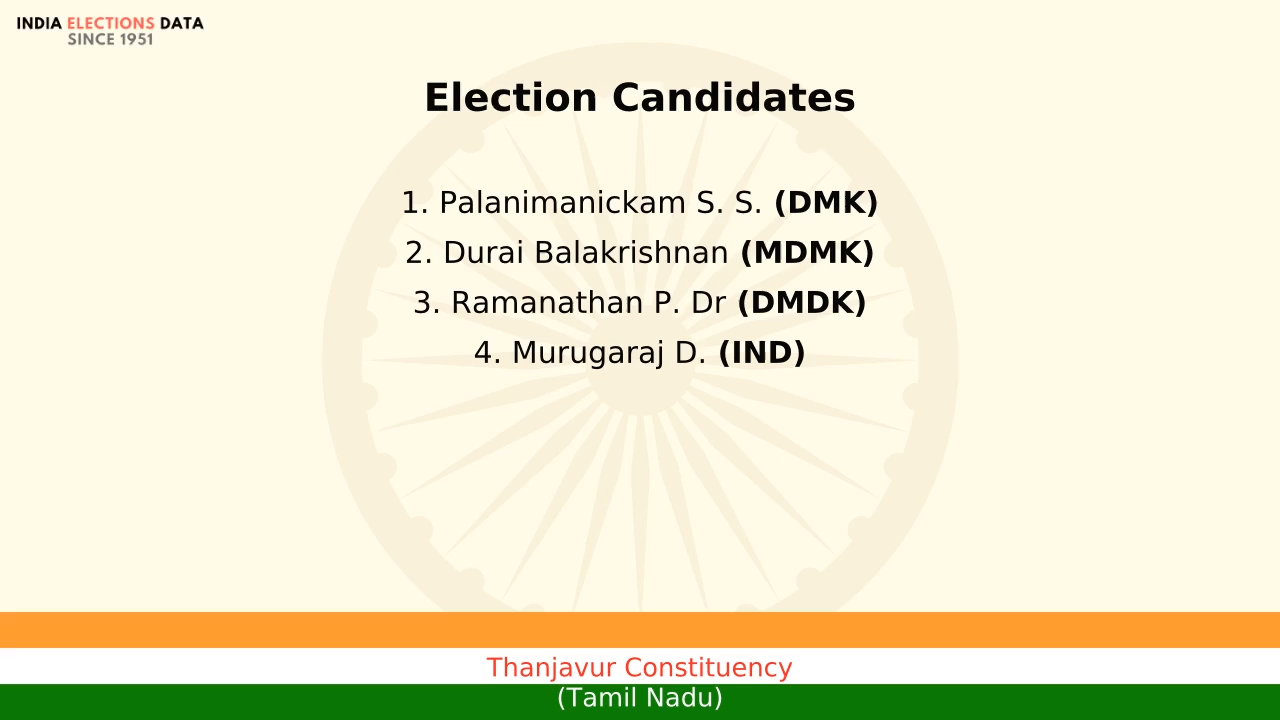 INDIA ELECTIONS DATA
SINCE 1951
Election Candidates
1. Palanimanickam S. S. (DMK)
2. Durai Balakrishnan (MDMK)
3. Ramanathan P. Dr (DMDK)
4. Murugaraj D. (IND)
Thanjavur Constituency
(Tamil Nadu)